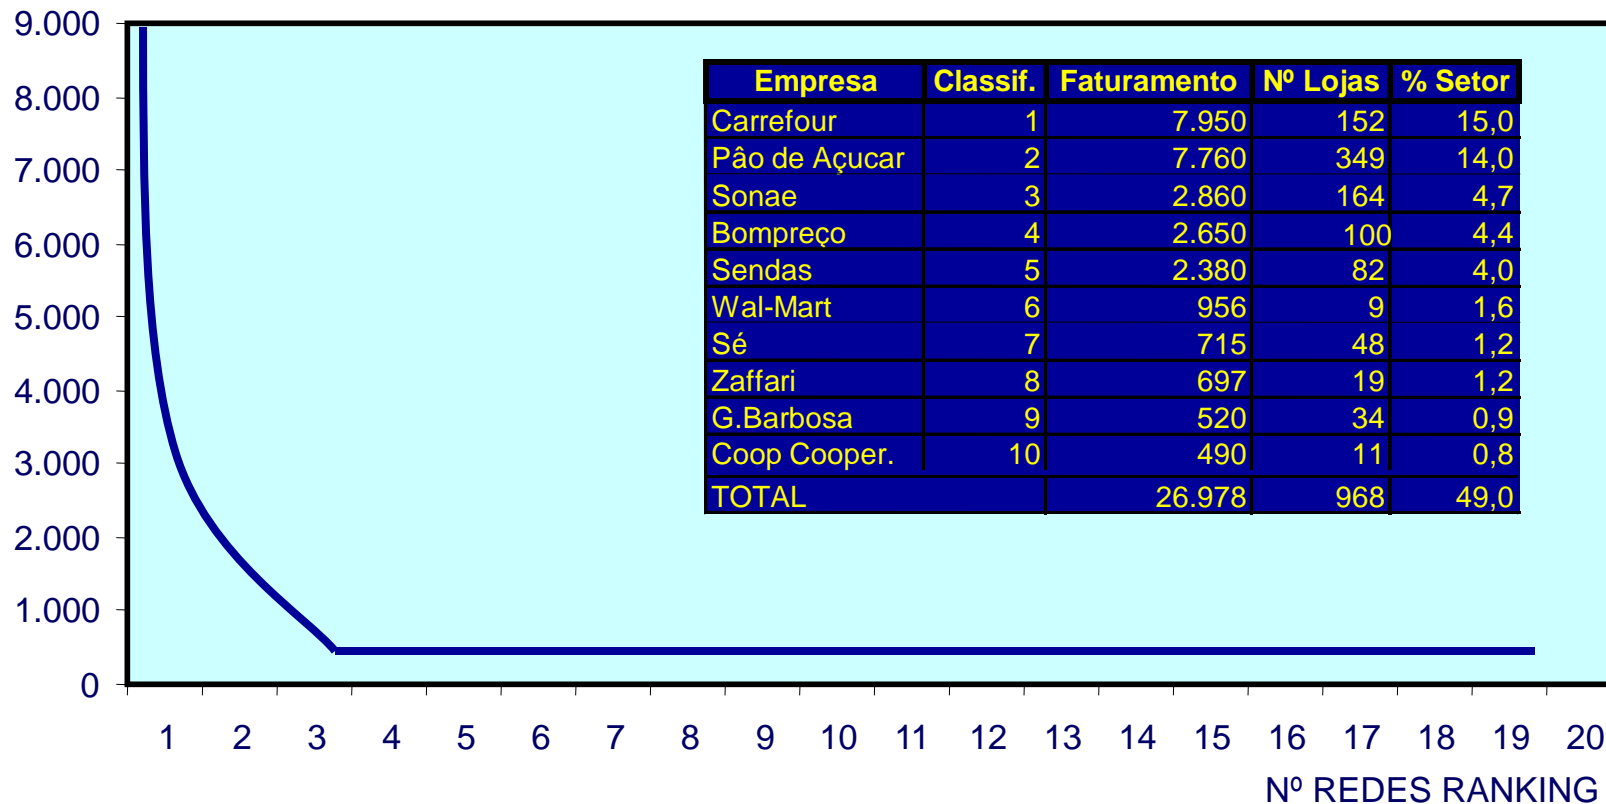 9.000
8.000
7.000
6.000
5.000
4.000
3.000
2.000
1.000
0
Empresa Classif. Faturamento Nº Lojas % Setor
Carrefour 1 7.950 152 15,0
Pâo de Açucar 2 7.760 349 14,0
Sonae 3 2.860 164 4,7
Bompreço 4 2.650 100 4,4
Sendas 5 2.380 82 4,0
Wal-Mart 6 956 9 1,6
Sé 7 715 48 1,2
Zaffari 8 697 19 1,2
G.Barbosa 9 520 34 0,9
Coop Cooper. 10 490 11 0,8
TOTAL 26.978 968 49,0
1 2 3 4 5 6 7 8 9 10 11 12 13 14 15 16 17 18 19 20
Nº REDES RANKING